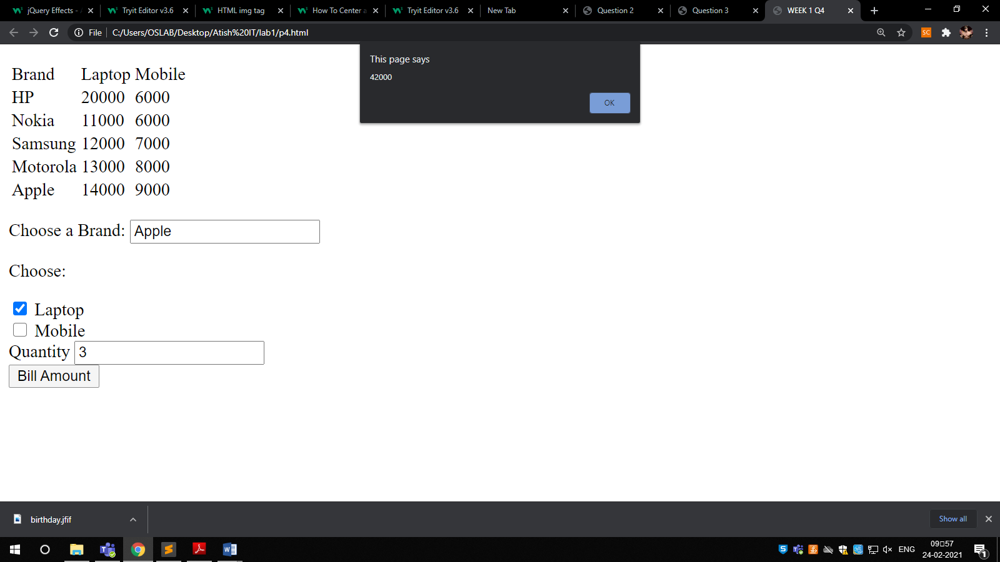 jQuery Effects -
Tryit Editor v3.6
HTML img tag
How To Center a
Tryit Editor v3.6
New Tab
Question 2
Question 3
WEEK 1 Q4
File
C:/Users/OSLAB/Desktop/Atish%20IT/lab1/p4.html
SC
This page says
42000
OK
Brand Laptop Mobile
HP 20000 6000
Nokia 11000 6000
Samsung 12000 7000
Motorola 13000 8000
Apple 14000 9000
Choose a Brand: Apple
Choose:
Laptop
Mobile
Quantity 3
Bill Amount
birthday.jfif
Show all
ENG
09□57
24-02-2021
1